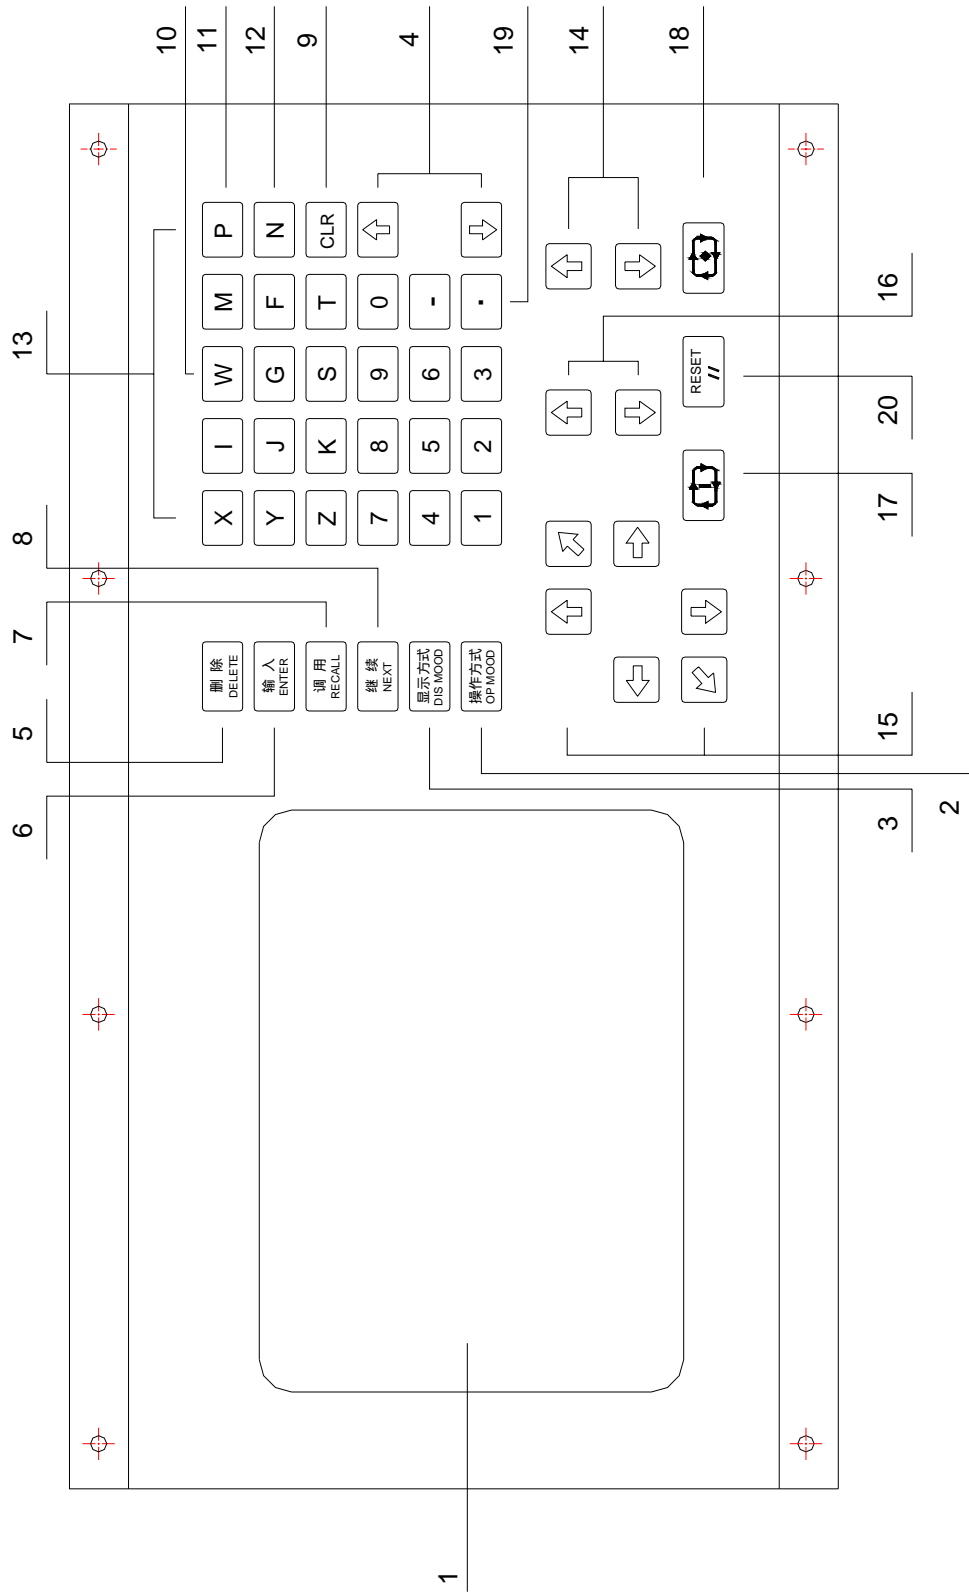 6 5 7 8 13
10
删除 DELETE X I W M P 11
输入 ENTER Y J G F N 12
调用 RECALL Z K S T CLR 9
继续 NEXT 7 8 9 0
显示方式 DIS MOOD 4 5 6 - 4
1
操作方式 OP MOOD 1 2 3 . 19
14
RESET // 18
3 15 17 20 16
2